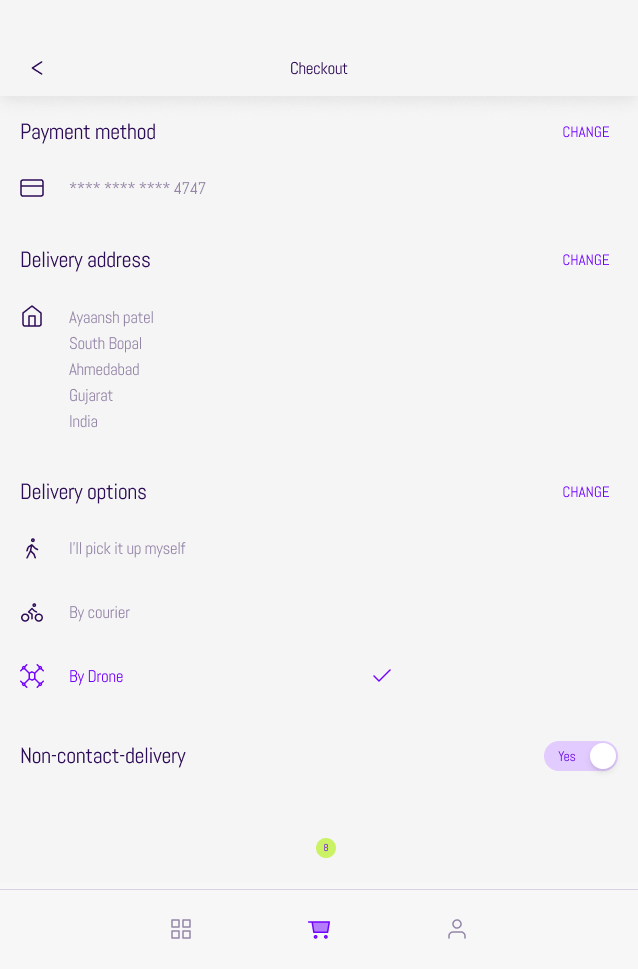 Checkout
Payment method
CHANGE
**** **** **** 4747
Delivery address
CHANGE
Ayaansh patel
South Bopal
Ahmedabad
Gujarat
India
Delivery options
CHANGE
I'll pick it up myself
By courier
By Drone
Non-contact-delivery
Yes
8